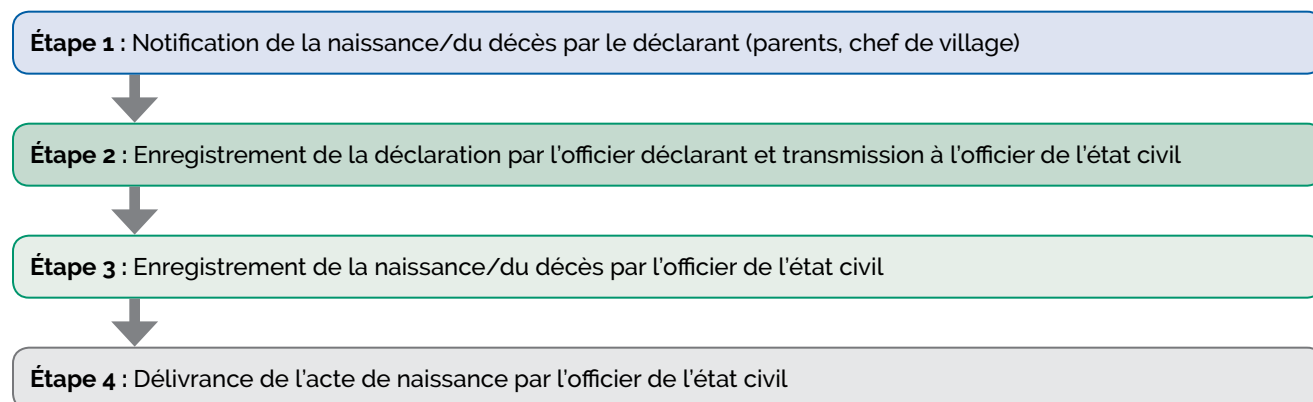 Étape 1 : Notification de la naissance/du décès par le déclarant (parents, chef de village)
Étape 2 : Enregistrement de la déclaration par l’officier déclarant et transmission à l’officier de l’état civil
Étape 3 : Enregistrement de la naissance/du décès par l’officier de l’état civil
Étape 4 : Délivrance de l’acte de naissance par l’officier de l’état civil